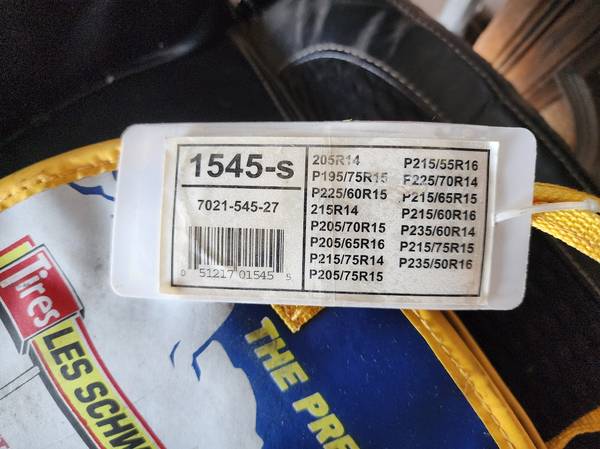 1545-s
7021-545-27
0 51217 01545 5
205R14
P195/75R15
P225/60R15
215R14
P205/70R15
P205/65R16
P215/75R14
P205/75R15
P215/55R16
P225/70R14
P215/65R15
P215/60R16
P235/60R14
P215/75R15
P235/50R16
Tires
LES SCHW
THE PRE